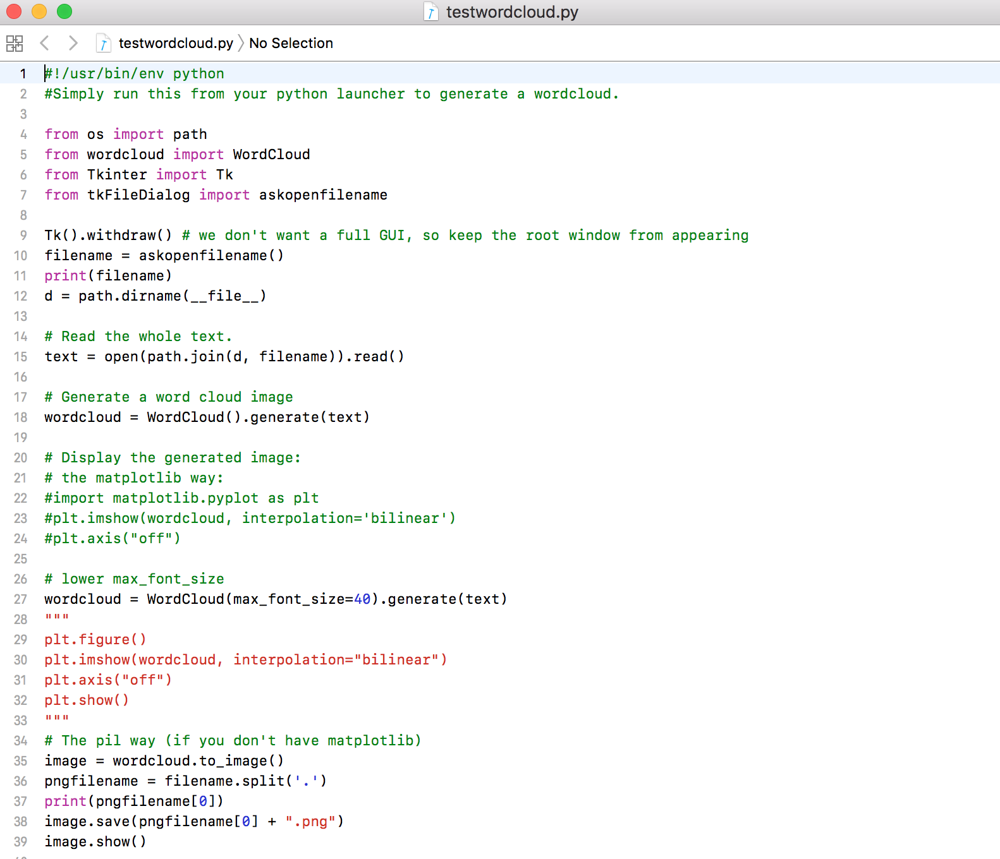 testwordcloud.py
testwordcloud.py No Selection
1 #!/usr/bin/env python
2 #Simply run this from your python launcher to generate a wordcloud.
3
4 from os import path
5 from wordcloud import WordCloud
6 from Tkinter import Tk
7 from tkFileDialog import askopenfilename
8
9 Tk().withdraw() # we don't want a full GUI, so keep the root window from appearing
10 filename = askopenfilename()
11 print(filename)
12 d = path.dirname(__file__)
13
14 # Read the whole text.
15 text = open(path.join(d, filename)).read()
16
17 # Generate a word cloud image
18 wordcloud = WordCloud().generate(text)
19
20 # Display the generated image:
21 # the matplotlib way:
22 #import matplotlib.pyplot as plt
23 #plt.imshow(wordcloud, interpolation='bilinear')
24 #plt.axis("off")
25
26 # lower max_font_size
27 wordcloud = WordCloud(max_font_size=40).generate(text)
28 """
29 plt.figure()
30 plt.imshow(wordcloud, interpolation="bilinear")
31 plt.axis("off")
32 plt.show()
33 """
34 # The pil way (if you don't have matplotlib)
35 image = wordcloud.to_image()
36 pngfilename = filename.split('.')
37 print(pngfilename[0])
38 image.save(pngfilename[0] + ".png")
39 image.show()